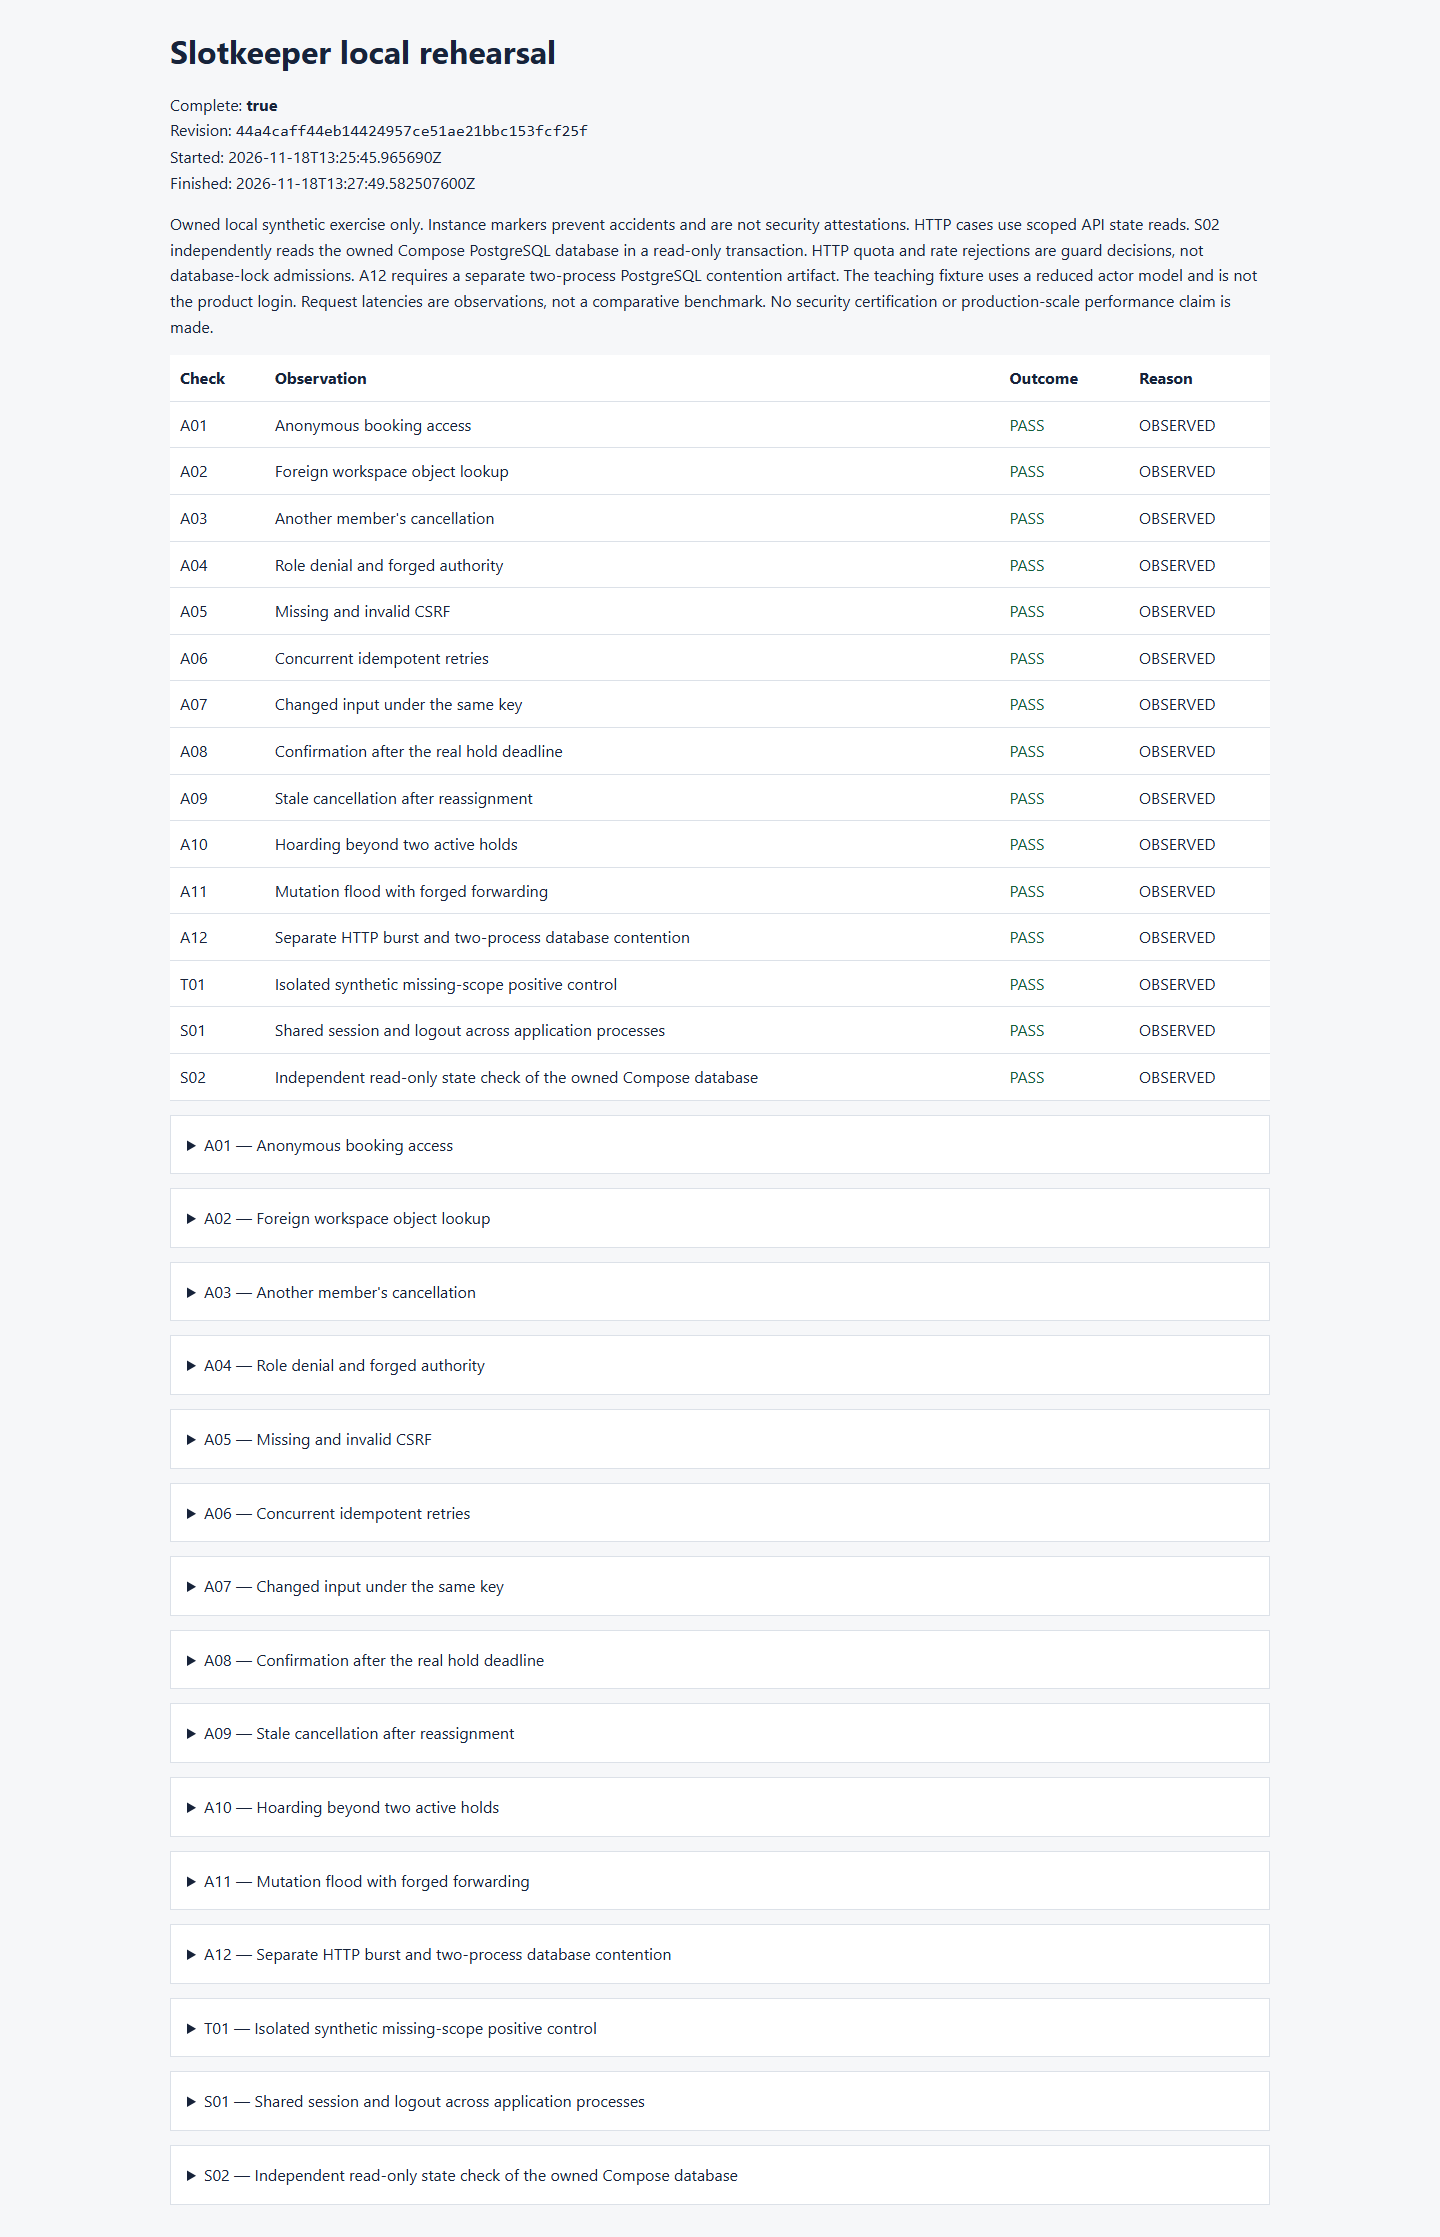 Slotkeeper local rehearsal
Complete: true
Revision: 44a4caff44eb14424957ce51ae21bbc153fcf25f
Started: 2026-11-18T13:25:45.965690Z
Finished: 2026-11-18T13:27:49.582507600Z
Owned local synthetic exercise only. Instance markers prevent accidents and are not security attestations. HTTP cases use scoped API state reads. S02
independently reads the owned Compose PostgreSQL database in a read-only transaction. HTTP quota and rate rejections are guard decisions, not
database-lock admissions. A12 requires a separate two-process PostgreSQL contention artifact. The teaching fixture uses a reduced actor model and is not
the product login. Request latencies are observations, not a comparative benchmark. No security certification or production-scale performance claim is
made.
Check Observation Outcome Reason
A01 Anonymous booking access PASS OBSERVED
A02 Foreign workspace object lookup PASS OBSERVED
A03 Another member's cancellation PASS OBSERVED
A04 Role denial and forged authority PASS OBSERVED
A05 Missing and invalid CSRF PASS OBSERVED
A06 Concurrent idempotent retries PASS OBSERVED
A07 Changed input under the same key PASS OBSERVED
A08 Confirmation after the real hold deadline PASS OBSERVED
A09 Stale cancellation after reassignment PASS OBSERVED
A10 Hoarding beyond two active holds PASS OBSERVED
A11 Mutation flood with forged forwarding PASS OBSERVED
A12 Separate HTTP burst and two-process database contention PASS OBSERVED
T01 Isolated synthetic missing-scope positive control PASS OBSERVED
S01 Shared session and logout across application processes PASS OBSERVED
S02 Independent read-only state check of the owned Compose database PASS OBSERVED
▶ A01 — Anonymous booking access
▶ A02 — Foreign workspace object lookup
▶ A03 — Another member's cancellation
▶ A04 — Role denial and forged authority
▶ A05 — Missing and invalid CSRF
▶ A06 — Concurrent idempotent retries
▶ A07 — Changed input under the same key
▶ A08 — Confirmation after the real hold deadline
▶ A09 — Stale cancellation after reassignment
▶ A10 — Hoarding beyond two active holds
▶ A11 — Mutation flood with forged forwarding
▶ A12 — Separate HTTP burst and two-process database contention
▶ T01 — Isolated synthetic missing-scope positive control
▶ S01 — Shared session and logout across application processes
▶ S02 — Independent read-only state check of the owned Compose database